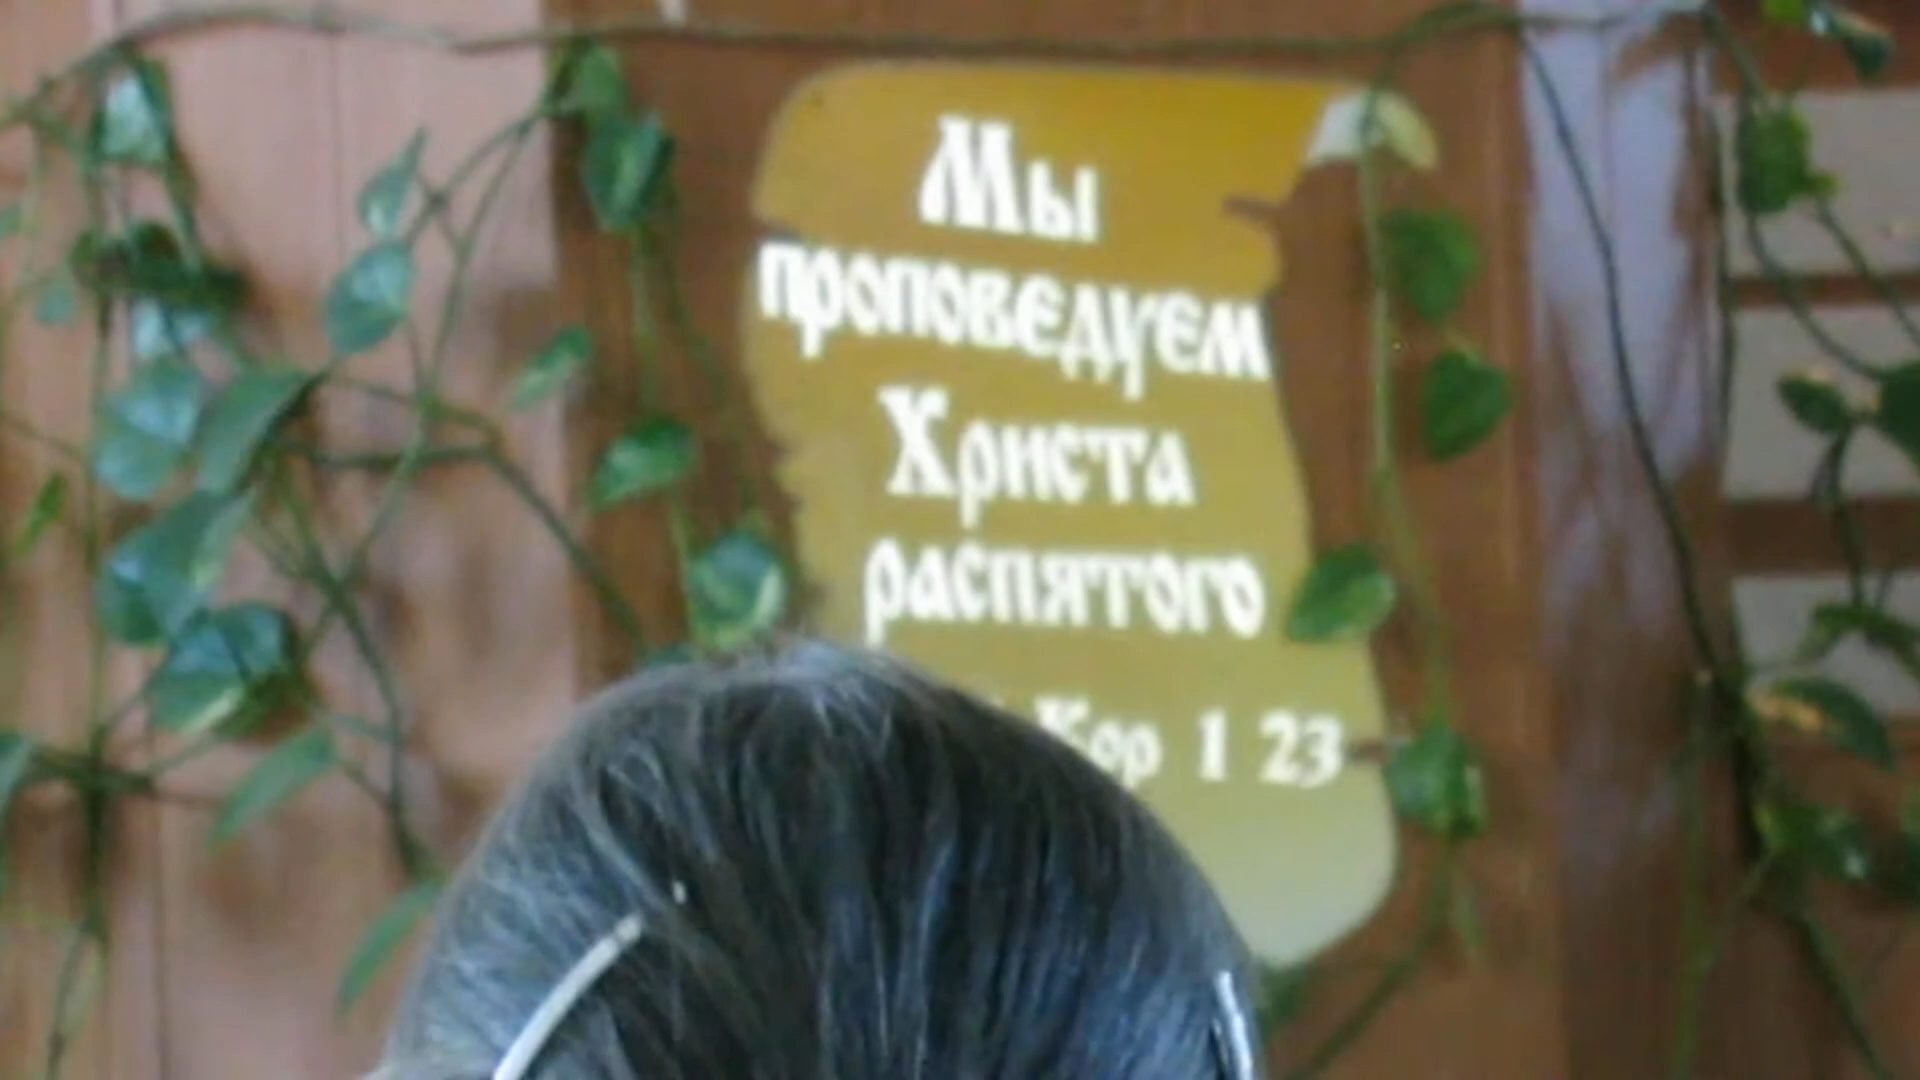 Мы
проповедуем
Христа
распятого
Кор 1 23